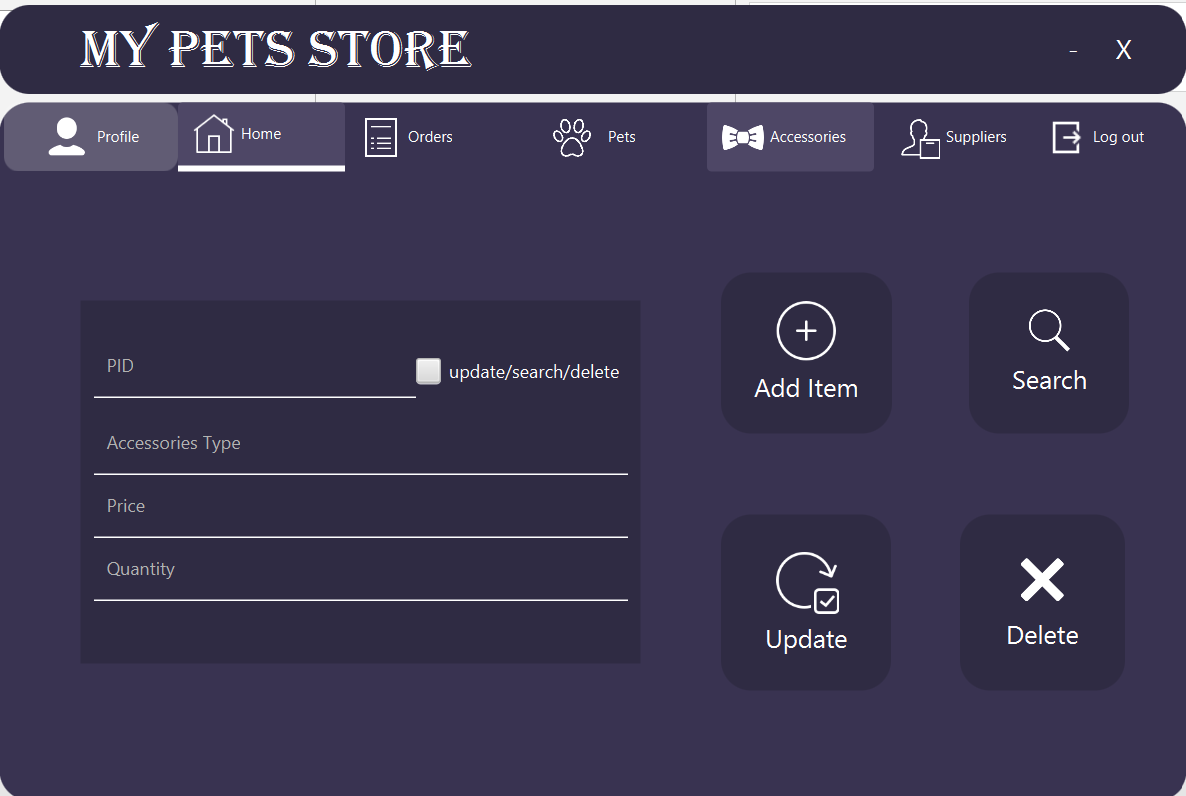 MY PETS STORE
- X
Profile
Home
Orders
Pets
Accessories
Suppliers
Log out
PID
update/search/delete
Accessories Type
Price
Quantity
Add Item
Search
Update
Delete